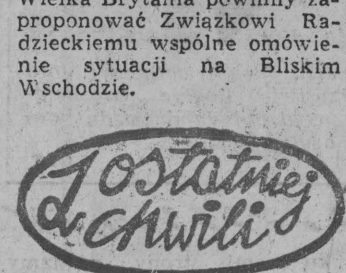 Wielka Brytania powinny za-
proponować Związkowi Ra-
dzieckiemu wspólne omówie-
nie sytuacji na Bliskim
Wschodzie.
Z ostatniej
chwili